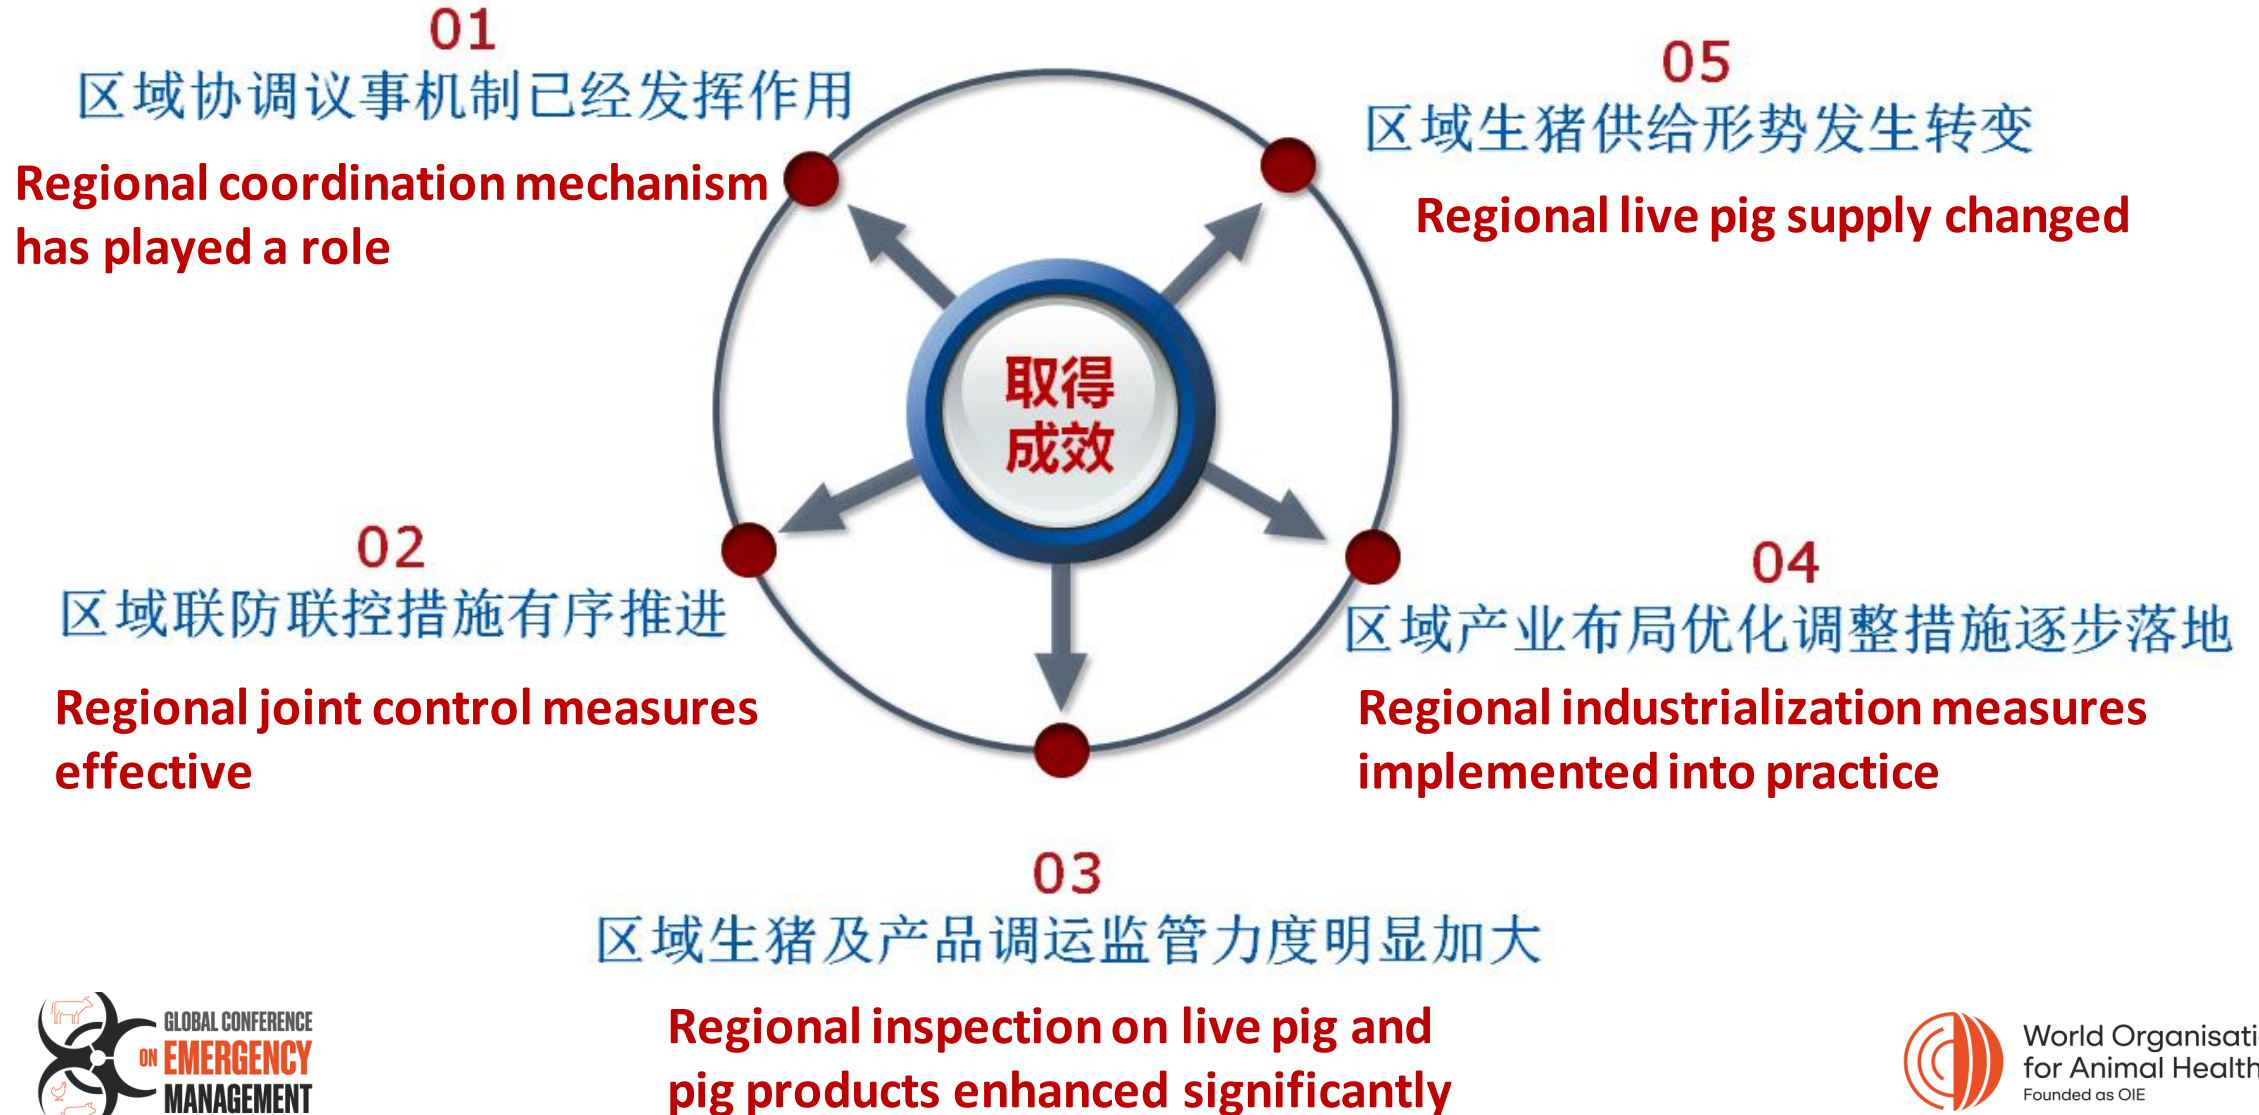 01
区域协调议事机制已经发挥作用
Regional coordination mechanism
has played a role
05
区域生猪供给形势发生转变
Regional live pig supply changed
取得
成效
02
区域联防联控措施有序推进
Regional joint control measures
effective
04
区域产业布局优化调整措施逐步落地
Regional industrialization measures
implemented into practice
03
区域生猪及产品调运监管力度明显加大
Regional inspection on live pig and
pig products enhanced significantly
GLOBAL CONFERENCE
ON EMERGENCY
MANAGEMENT
World Organisati
for Animal Health
Founded as OIE